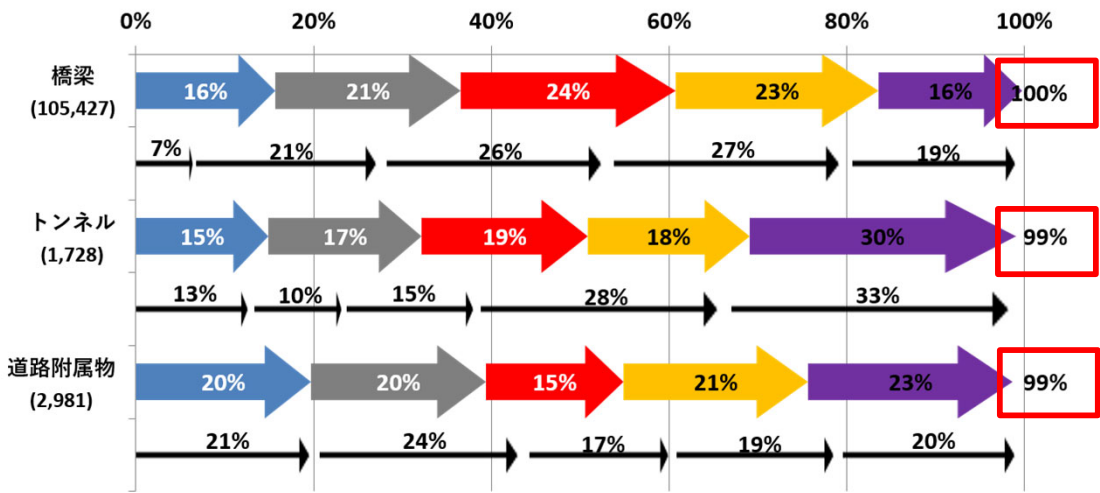 0% 20% 40% 60% 80% 100%
橋梁
(105,427)
16% 21% 24% 23% 16% 100%
7% 21% 26% 27% 19%
トンネル
(1,728)
15% 17% 19% 18% 30% 99%
13% 10% 15% 28% 33%
道路附属物
(2,981)
20% 20% 15% 21% 23% 99%
21% 24% 17% 19% 20%